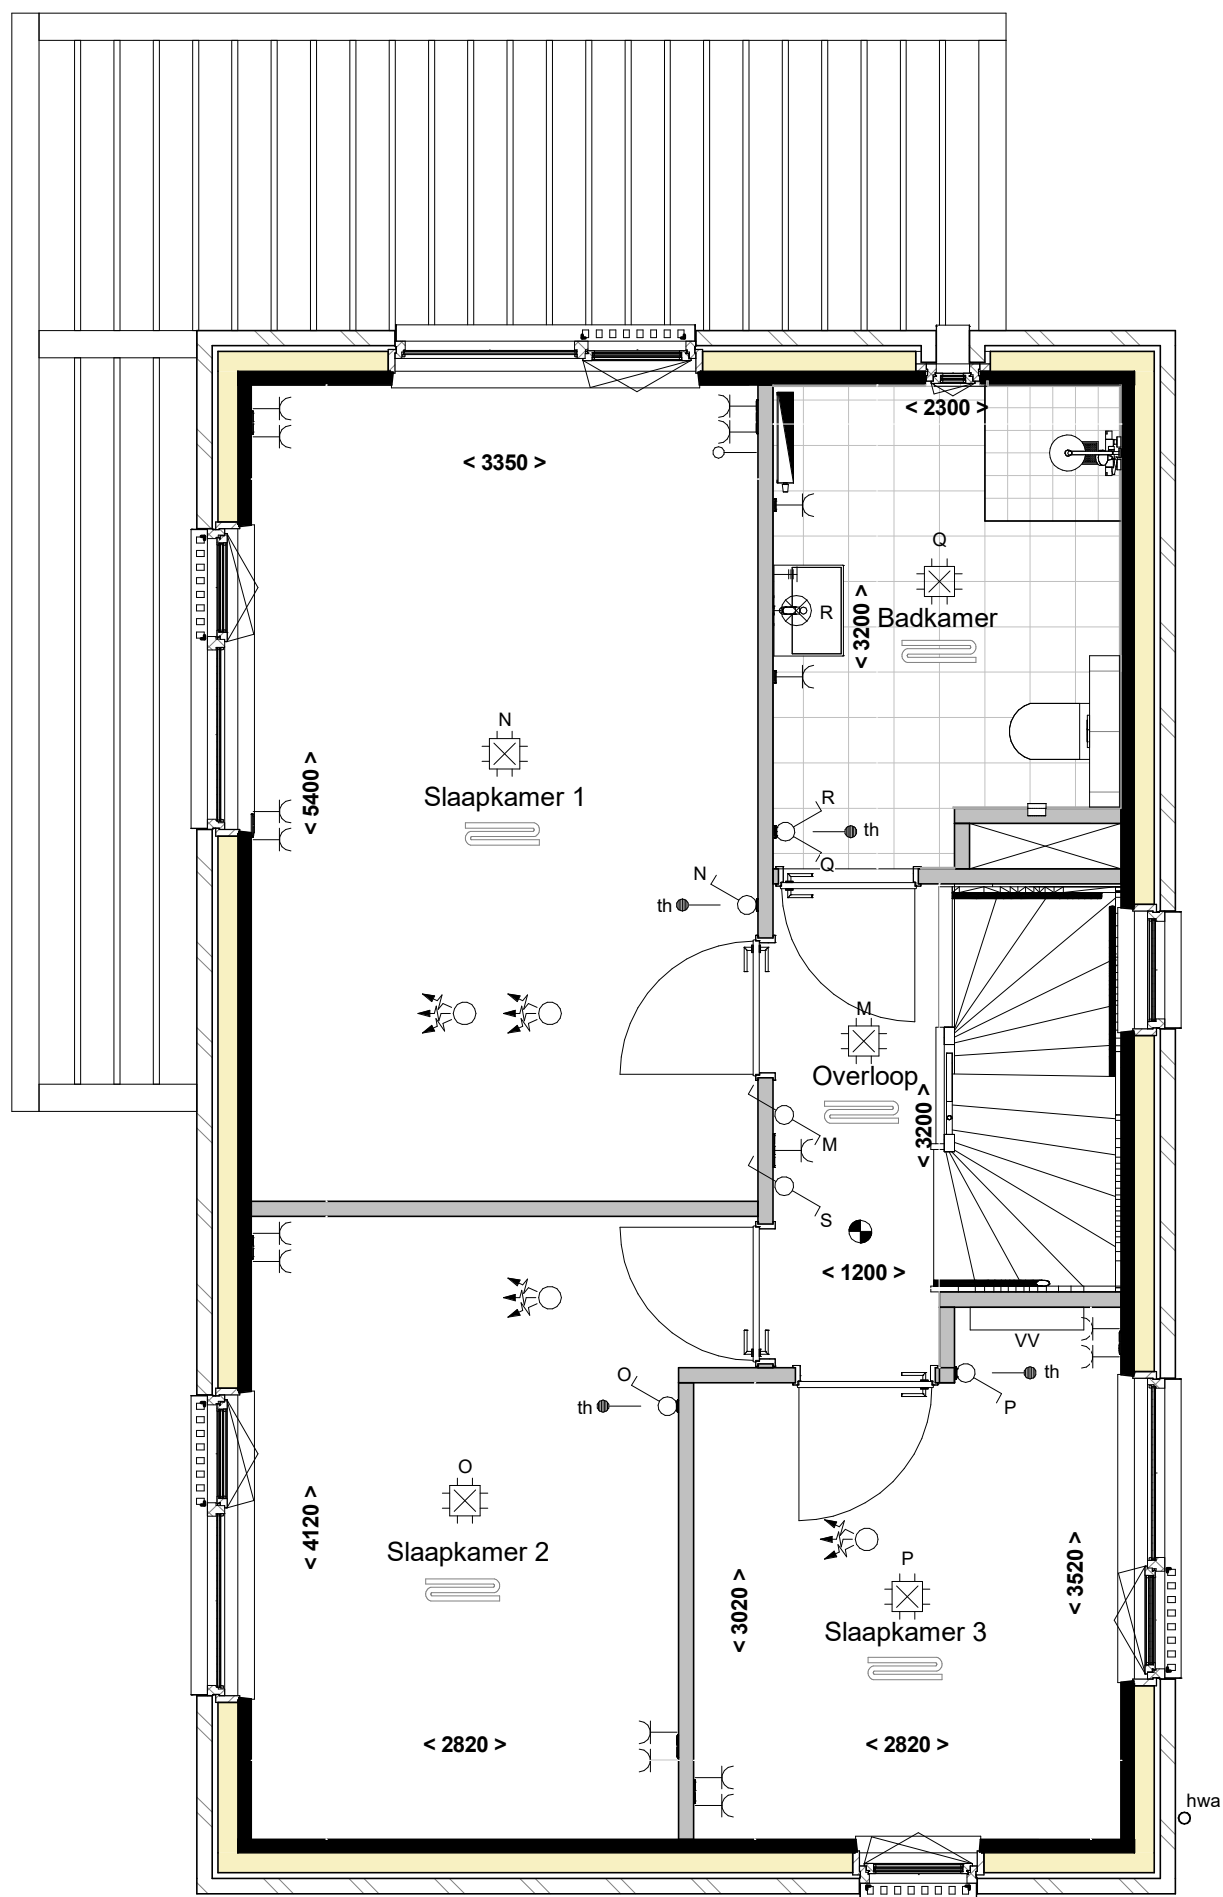 < 2300 >
< 3350 >
Q
R
< 3200 >
Badkamer
N
Slaapkamer 1
< 5400 >
R
th
Q
N
th
M
Overloop
< 3200 >
M
S
< 1200 >
VV
th
P
O
th
O
< 4120 >
Slaapkamer 2
P
< 3020 >
< 3520 >
Slaapkamer 3
< 2820 >
< 2820 >
hwa